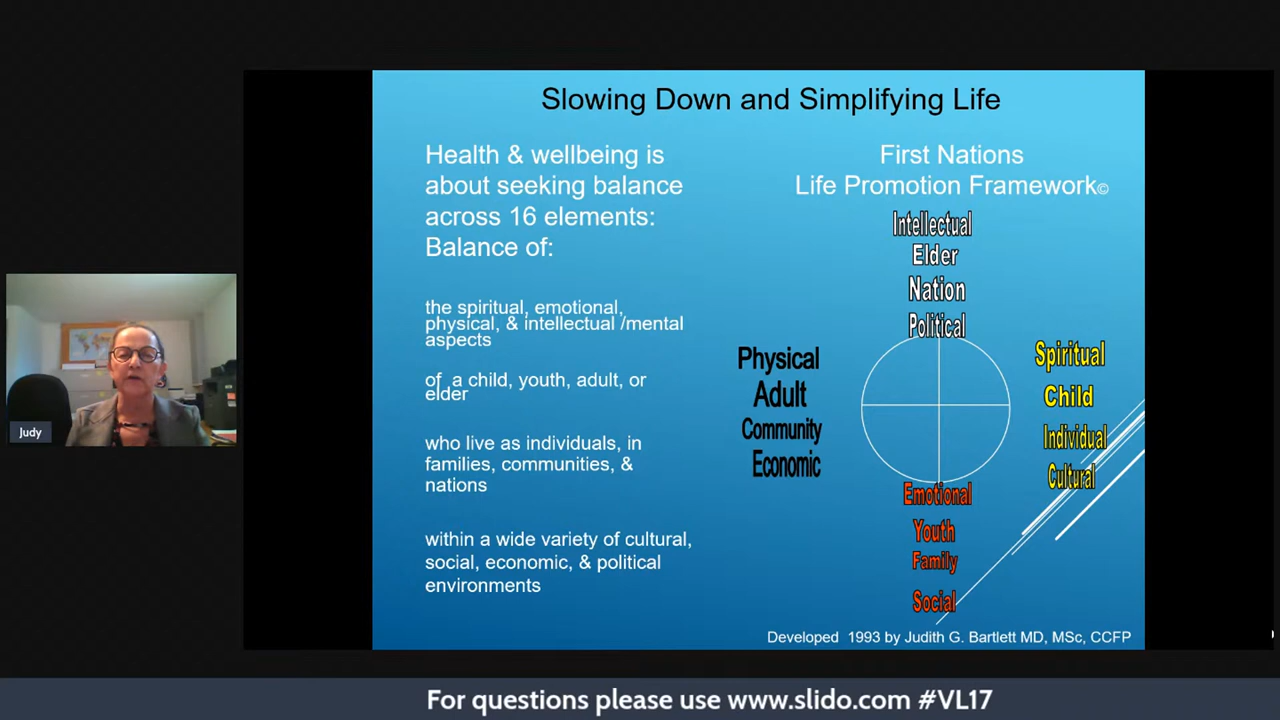 Slowing Down and Simplifying Life
Health & wellbeing is
about seeking balance
across 16 elements:
Balance of:
the spiritual, emotional,
physical, & intellectual /mental
aspects
of a child, youth, adult, or
elder
who live as individuals, in
families, communities, &
nations
within a wide variety of cultural,
social, economic, & political
environments
First Nations
Life Promotion Framework©
Intellectual
Elder
Nation
Political
Physical
Adult
Community
Economic
Spiritual
Child
Individual
Cultural
Emotional
Youth
Family
Social
Developed 1993 by Judith G. Bartlett MD, MSc, CCFP
Judy
For questions please use www.slido.com #VL17